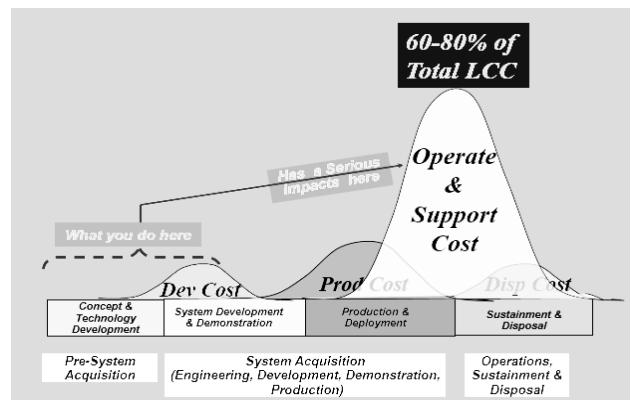 60-80% of
Total LCC
Has a Serious
Impacts here
Operate
&
Support
Cost
What you do here
Dev Cost
Prod Cost
Disp Cost
Concept &
Technology
Development
System Development
& Demonstration
Production &
Deployment
Sustainment &
Disposal
Pre-System
Acquisition
System Acquisition
(Engineering, Development, Demonstration,
Production)
Operations,
Sustainment &
Disposal